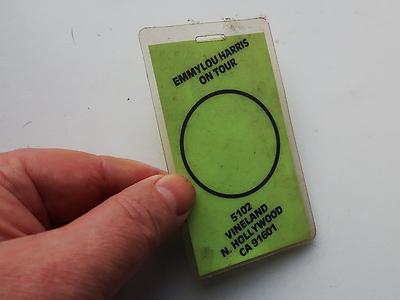 EMMYLOU HARRIS
ON TOUR
5102
VINELAND
N. HOLLYWOOD
CA 91601